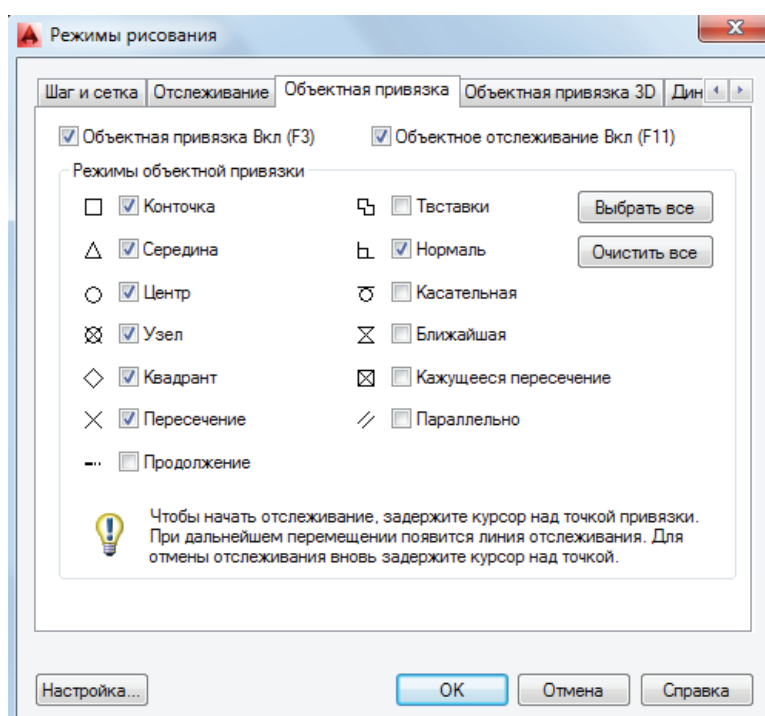 Режимы рисования
Шаг и сетка Отслеживание Объектная привязка Объектная привязка 3D Дин
Объектная привязка Вкл (F3) Объектное отслеживание Вкл (F11)
Режимы объектной привязки
Конточка Твставки Выбрать все
Середина Нормаль Очистить все
Центр Касательная
Узел Ближайшая
Квадрант Кажущееся пересечение
Пересечение Параллельно
Продолжение
Чтобы начать отслеживание, задержите курсор над точкой привязки.
При дальнейшем перемещении появится линия отслеживания. Для
отмены отслеживания вновь задержите курсор над точкой.
Настройка... OK Отмена Справка